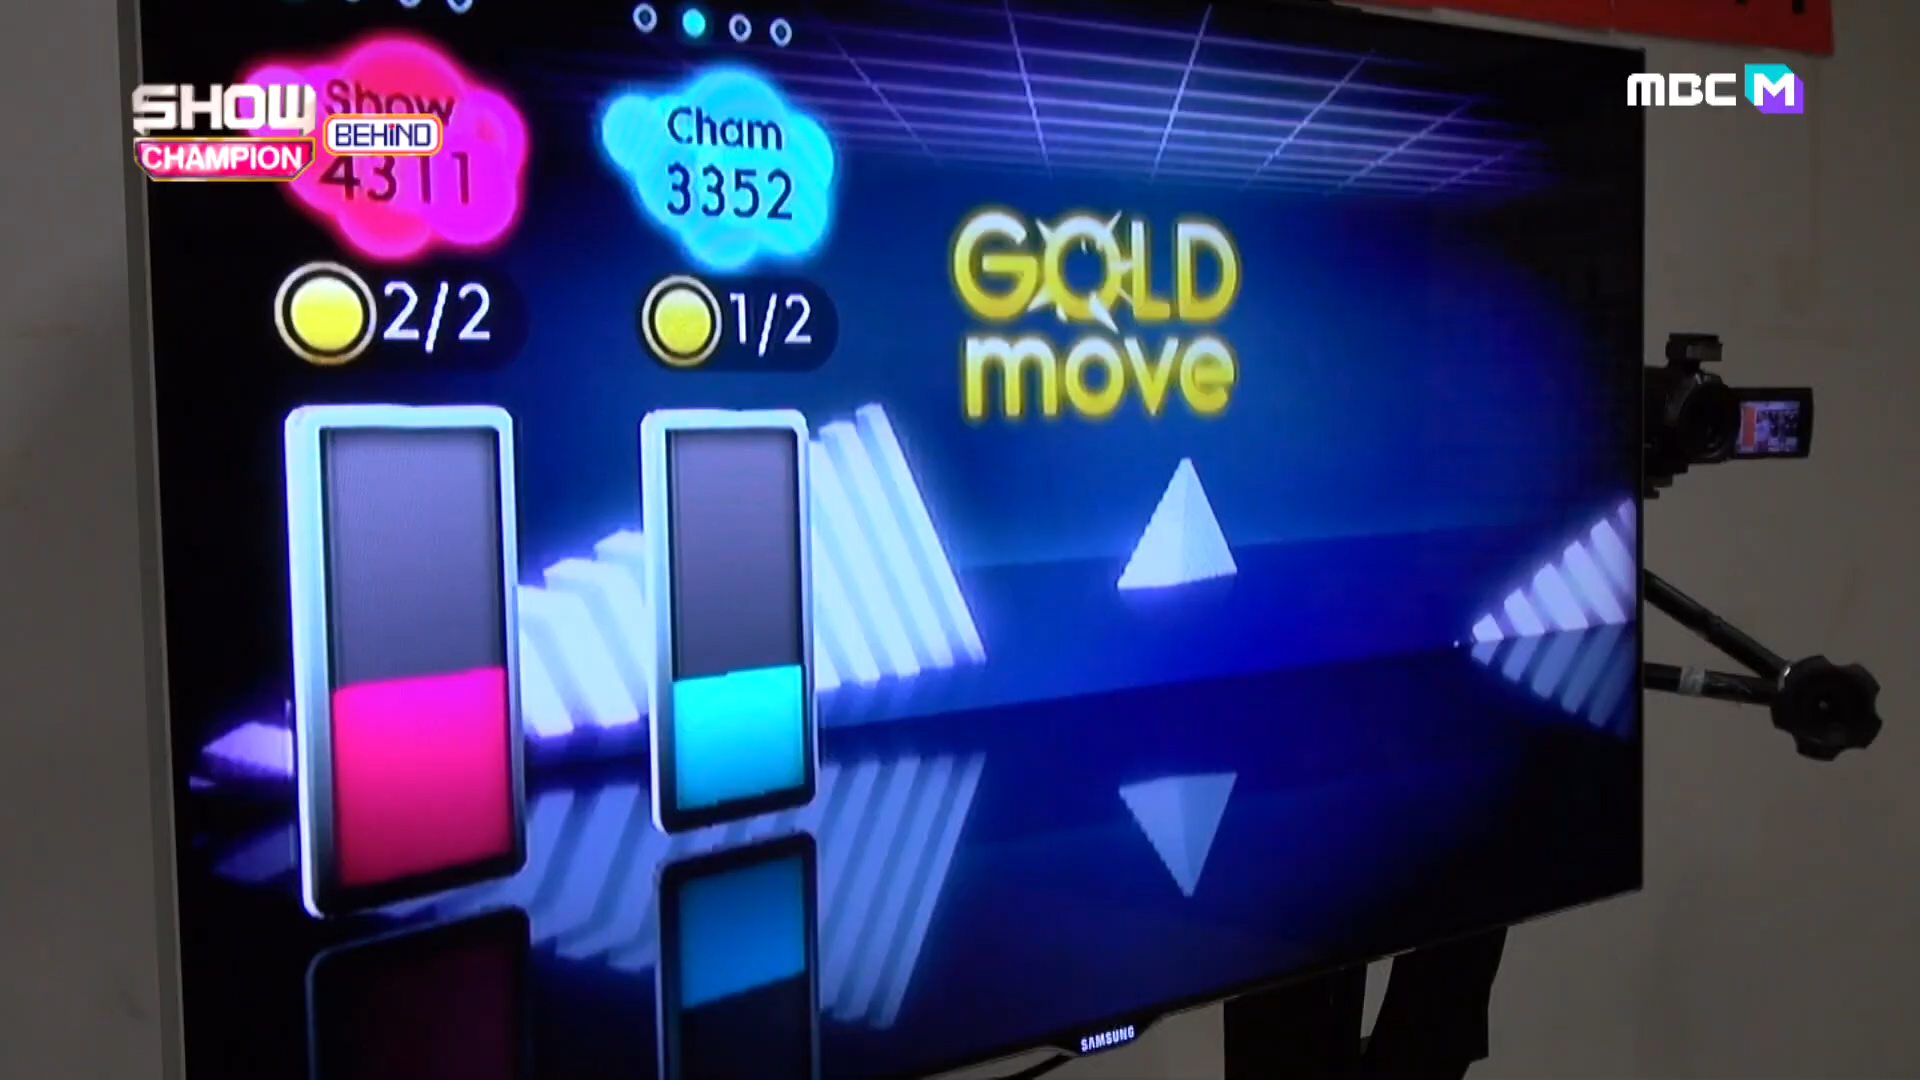 SHOW
CHAMPION
BEHIND
MBC M
Show
4311
2/2
Cham
3352
1/2
GOLD
move
SAMSUNG